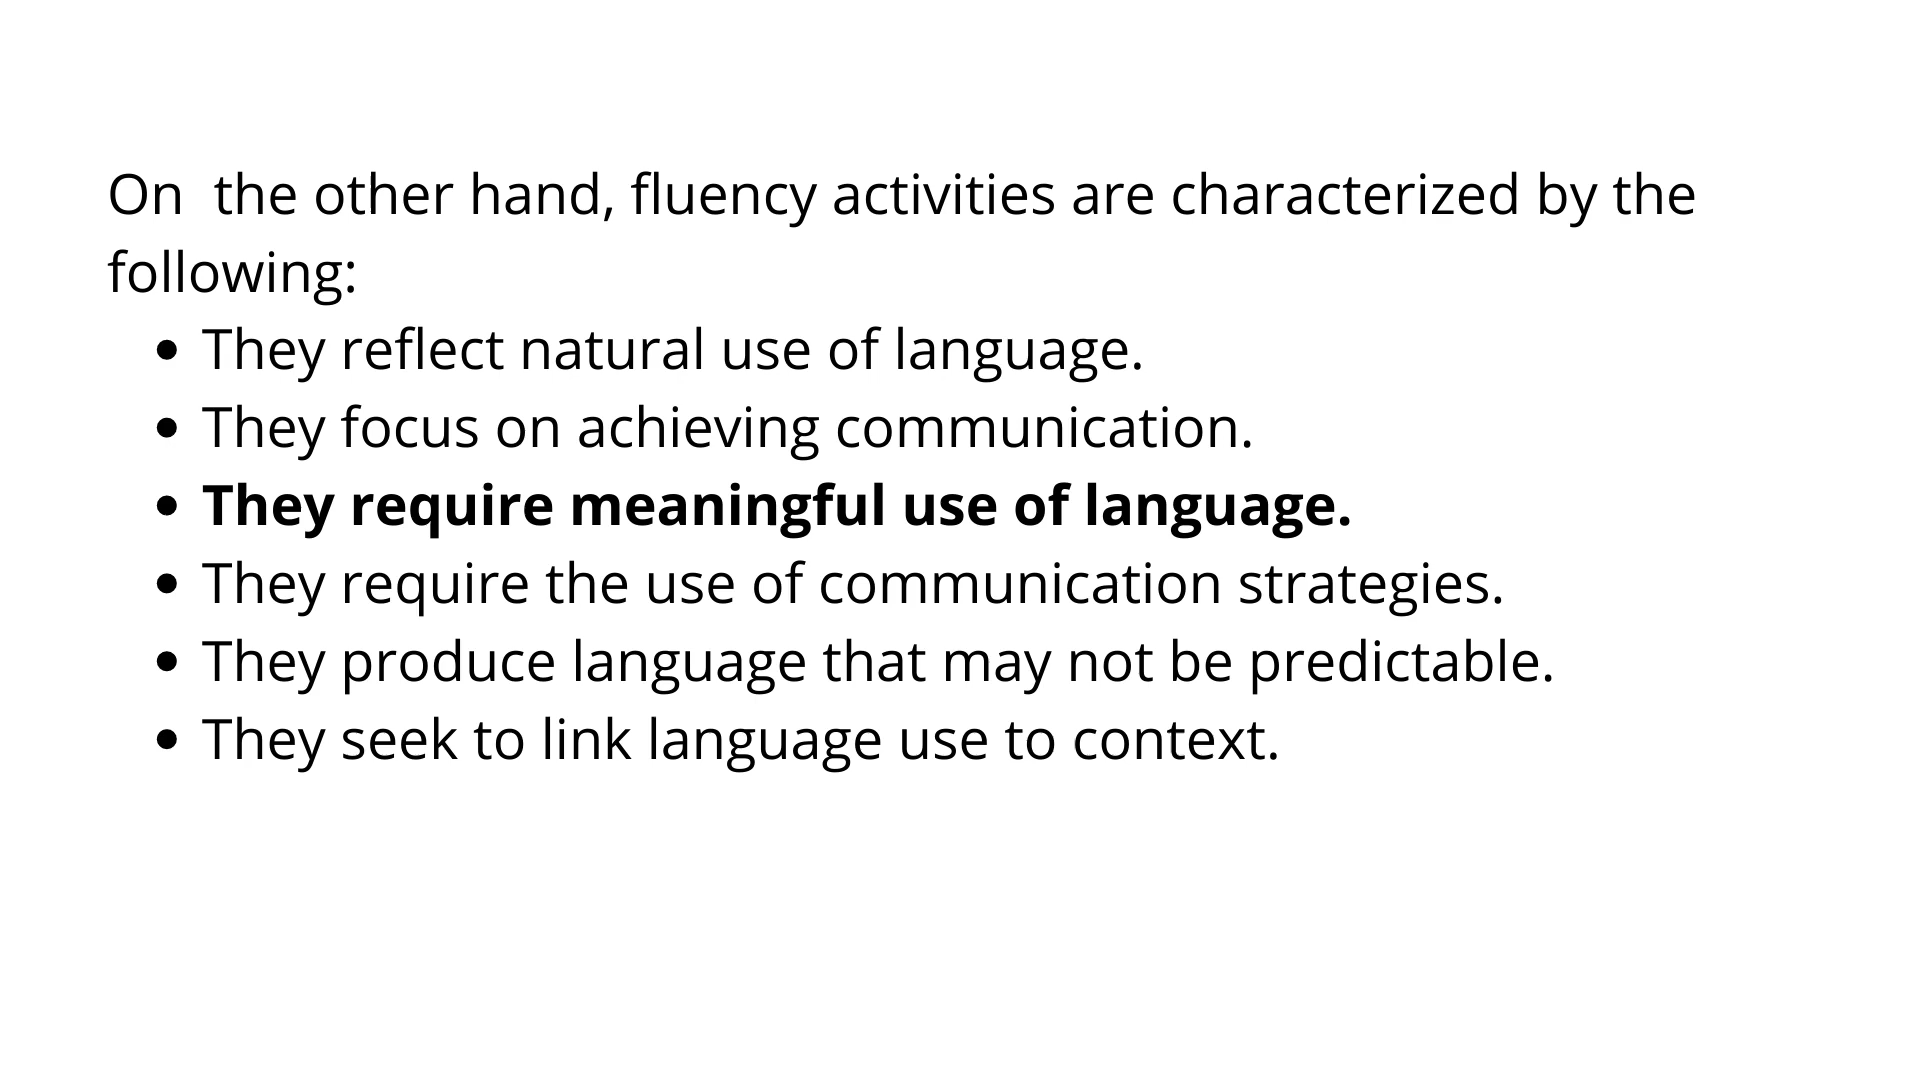 On  the other hand, fluency activities are characterized by the
following:
• They reflect natural use of language.
• They focus on achieving communication.
• They require meaningful use of language.
• They require the use of communication strategies.
• They produce language that may not be predictable.
• They seek to link language use to context.